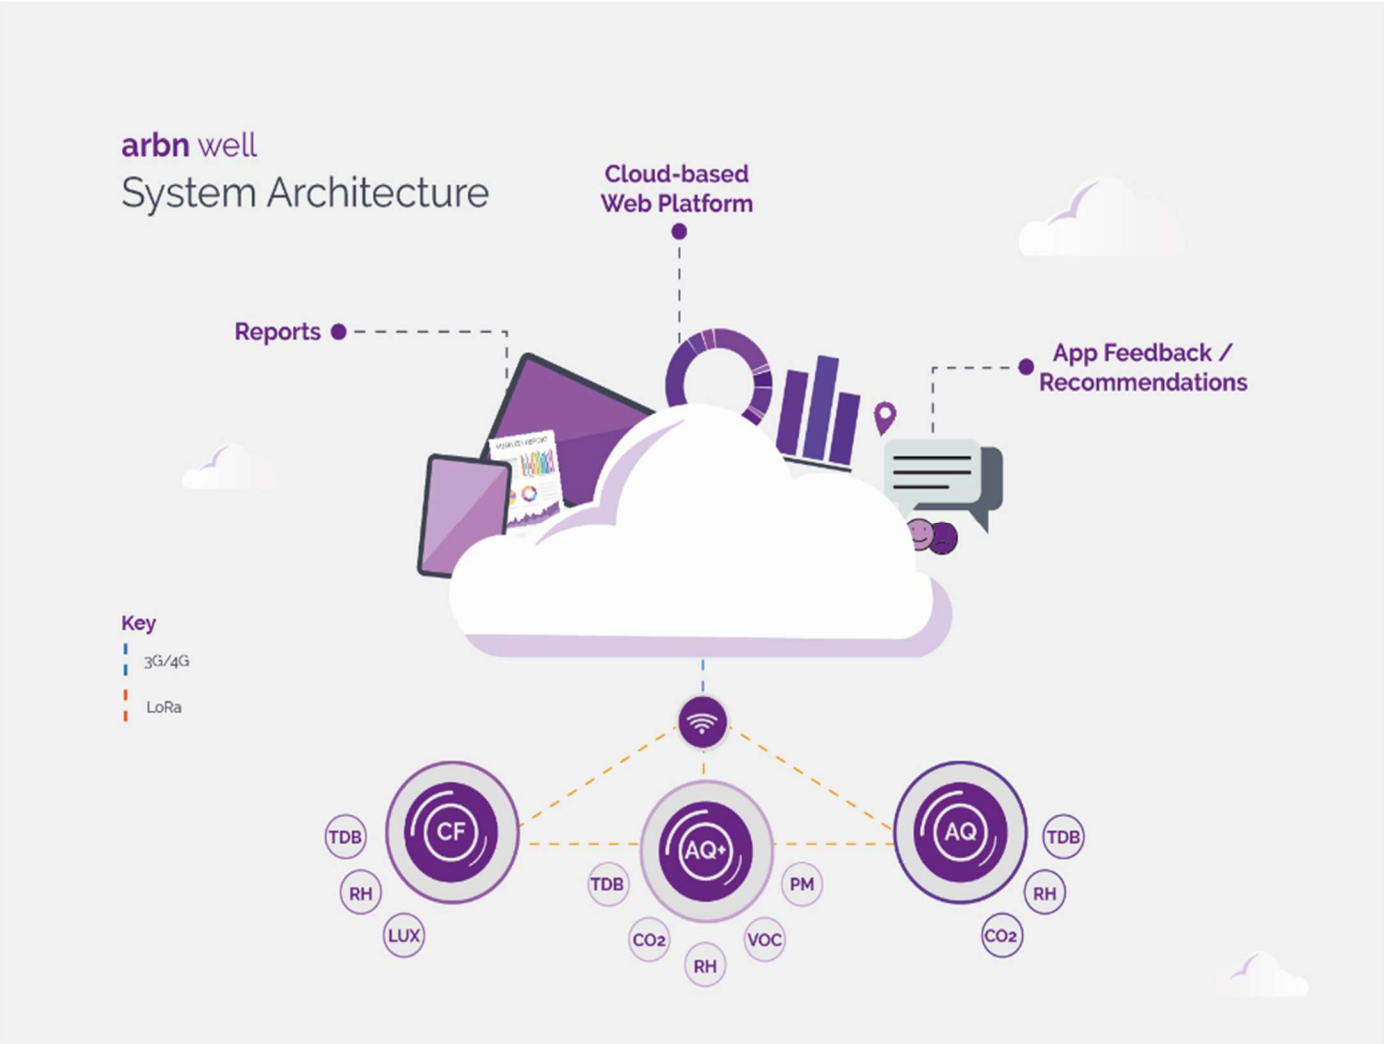 arbn well
System Architecture
Cloud-based
Web Platform
Reports
App Feedback /
Recommendations
Key
3G/4G
LoRa
CF
AQ+
AQ
TDB
RH
LUX
TDB
CO2
RH
VOC
PM
TDB
RH
CO2